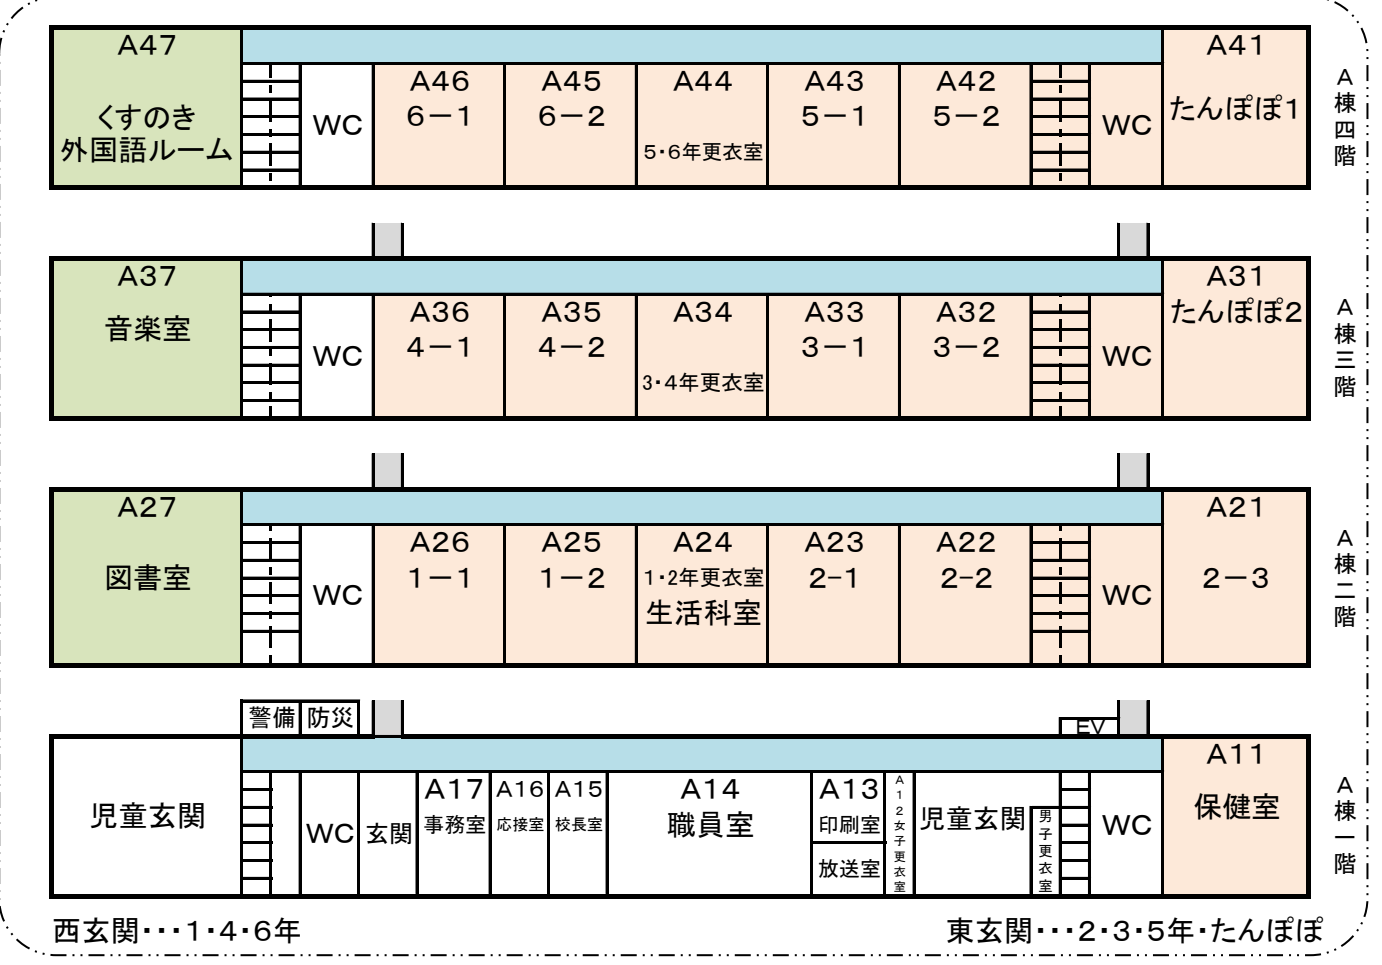 A47
くすのき
外国語ルーム
WC
A46
6－1
A45
6－2
A44
5・6年更衣室
A43
5－1
A42
5－2
WC
A41
たんぽぽ1
A棟四階
A37
音楽室
WC
A36
4－1
A35
4－2
A34
3・4年更衣室
A33
3－1
A32
3－2
WC
A31
たんぽぽ2
A棟三階
A27
図書室
WC
A26
1－1
A25
1－2
A24
1・2年更衣室
生活科室
A23
2-1
A22
2-2
WC
A21
2－3
A棟二階
警備
防災
EV
児童玄関
WC
玄関
A17
事務室
A16
応接室
A15
校長室
A14
職員室
A13
印刷室
放送室
A12女子更衣室
児童玄関
男子更衣室
WC
A11
保健室
A棟一階
西玄関・・・1・4・6年
東玄関・・・2・3・5年・たんぽぽ